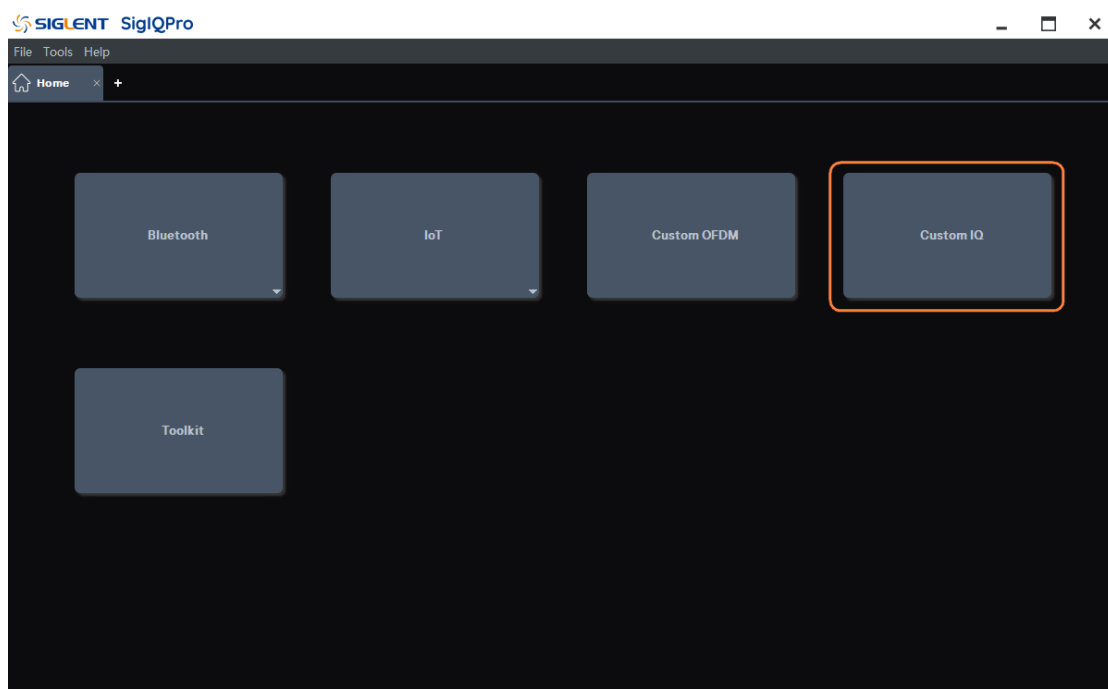 SIGLENT SigIQPro
File Tools Help
Home × +
Bluetooth
IoT
Custom OFDM
Custom IQ
Toolkit